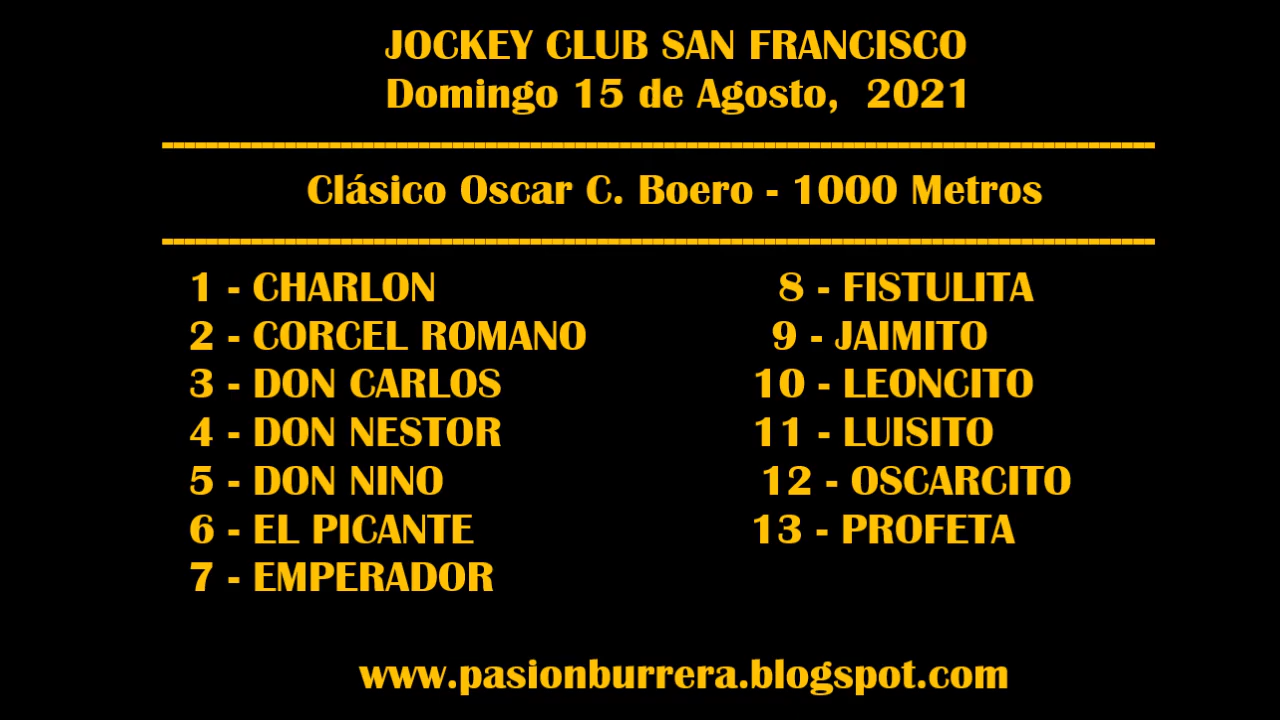 JOCKEY CLUB SAN FRANCISCO
Domingo 15 de Agosto, 2021
--------------------------------------------------------------------------------
Clásico Oscar C. Boero - 1000 Metros
--------------------------------------------------------------------------------
1 - CHARLON
2 - CORCEL ROMANO
3 - DON CARLOS
4 - DON NESTOR
5 - DON NINO
6 - EL PICANTE
7 - EMPERADOR
8 - FISTULITA
9 - JAIMITO
10 - LEONCITO
11 - LUISITO
12 - OSCARCITO
13 - PROFETA
www.pasionburrera.blogspot.com